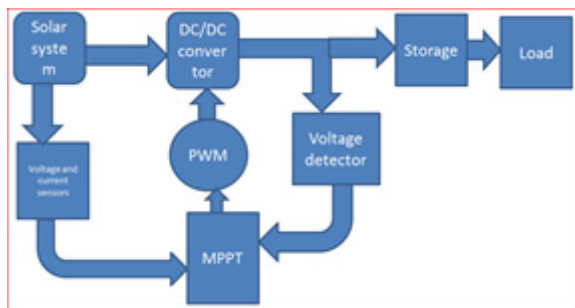 Solar
syste
m
DC/DC
conver
tor
Storage
Load
Voltage and
current sensors
PWM
Voltage
detector
MPPT